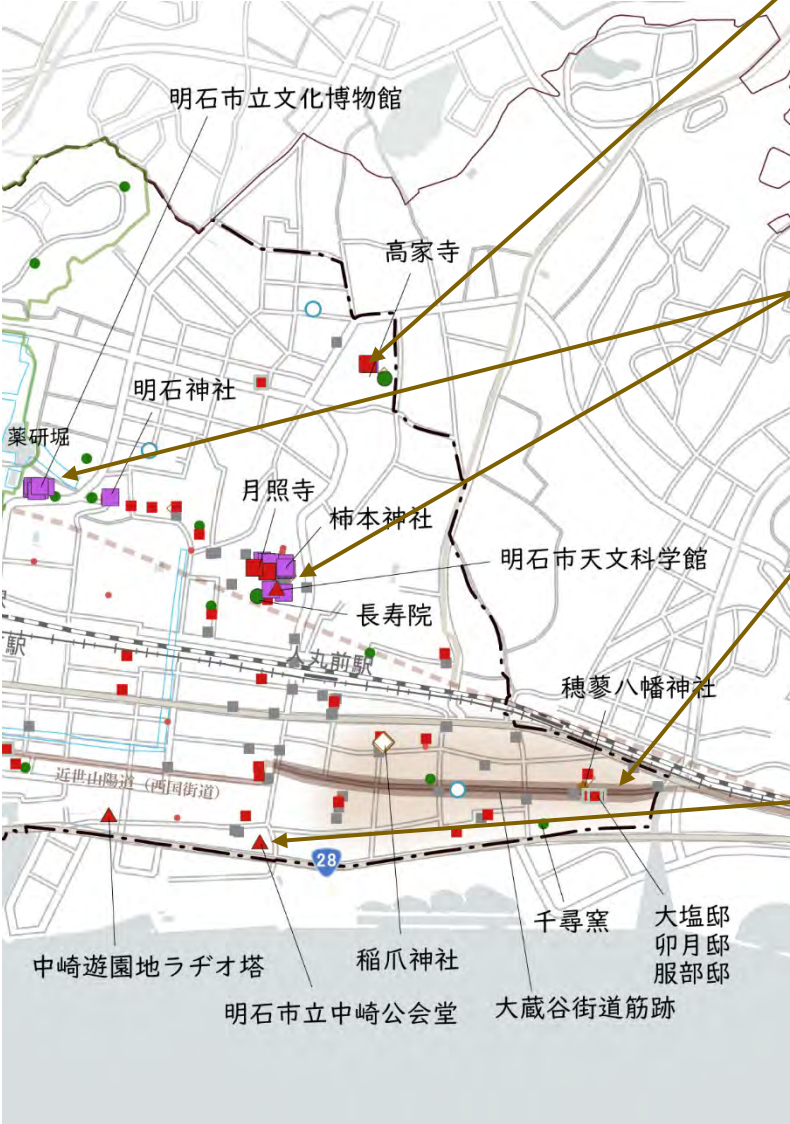 明石市立文化博物館
高家寺
明石神社
薬研堀
月照寺
柿本神社
明石市天文科学館
長寿院
駅
人丸前駅
穂蓼八幡神社
近世山陽道（西国街道）
28
千尋窯
大塩邸
卯月邸
服部邸
中崎遊園地ラヂオ塔
稲爪神社
明石市立中崎公会堂
大蔵谷街道筋跡